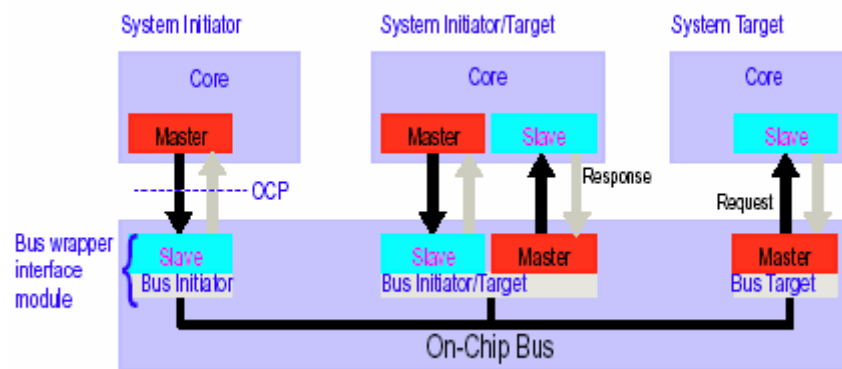 System Initiator
System Initiator/Target
System Target
Core
Core
Core
Master
Master
Slave
Slave
Response
OCP
Request
Bus wrapper
interface
module
Slave
Bus Initiator
Slave
Master
Bus Initiator/Target
Master
Bus Target
On-Chip Bus